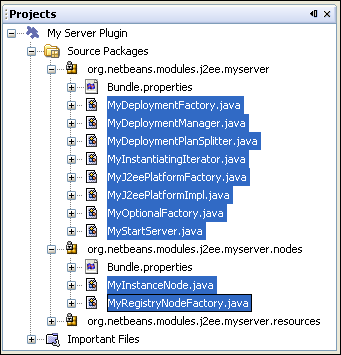 Projects
My Server Plugin
Source Packages
org.netbeans.modules.j2ee.myserver
Bundle.properties
MyDeploymentFactory.java
MyDeploymentManager.java
MyDeploymentPlanSplitter.java
MyInstantiatingIterator.java
MyJ2eePlatformFactory.java
MyJ2eePlatformImpl.java
MyOptionalFactory.java
MyStartServer.java
org.netbeans.modules.j2ee.myserver.nodes
Bundle.properties
MyInstanceNode.java
MyRegistryNodeFactory.java
org.netbeans.modules.j2ee.myserver.resources
Important Files